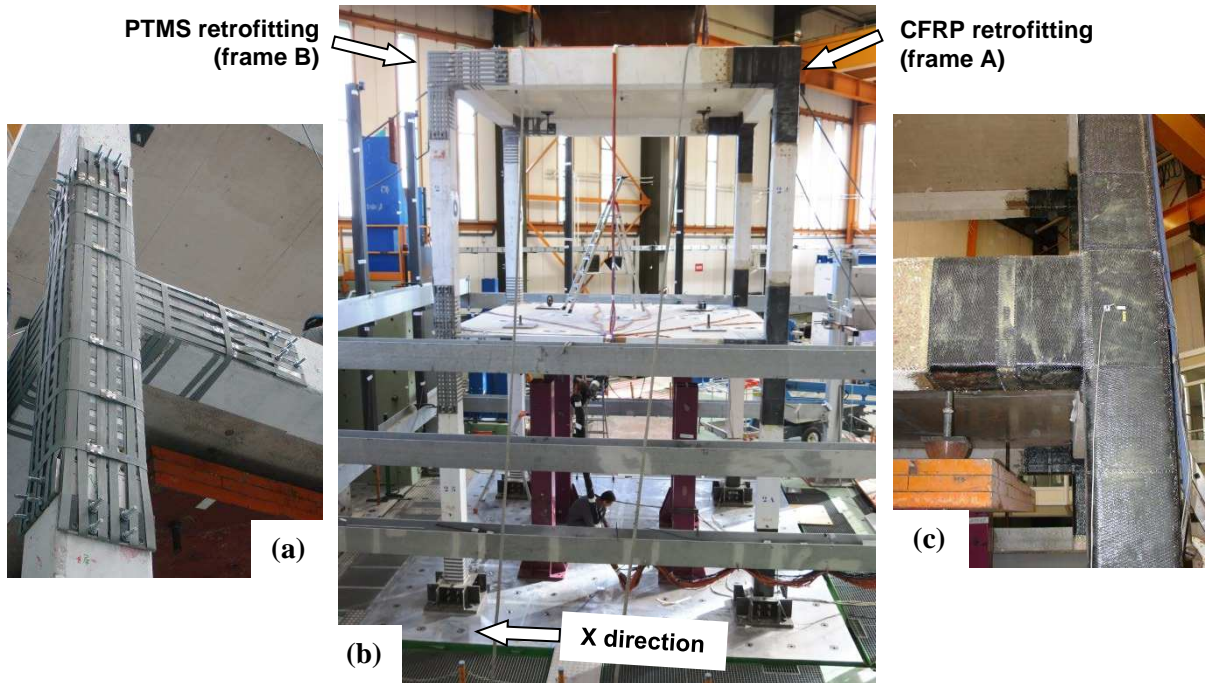 PTMS retrofitting
(frame B)
CFRP retrofitting
(frame A)
(a)
(b)
X direction
(c)